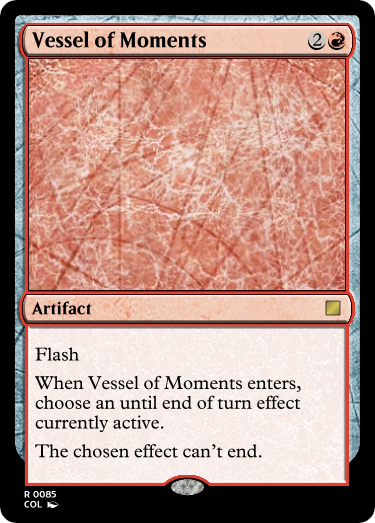 Vessel of Moments 2
Artifact
Flash
When Vessel of Moments enters,
choose an until end of turn effect
currently active.
The chosen effect can't end.
R 0085
COL